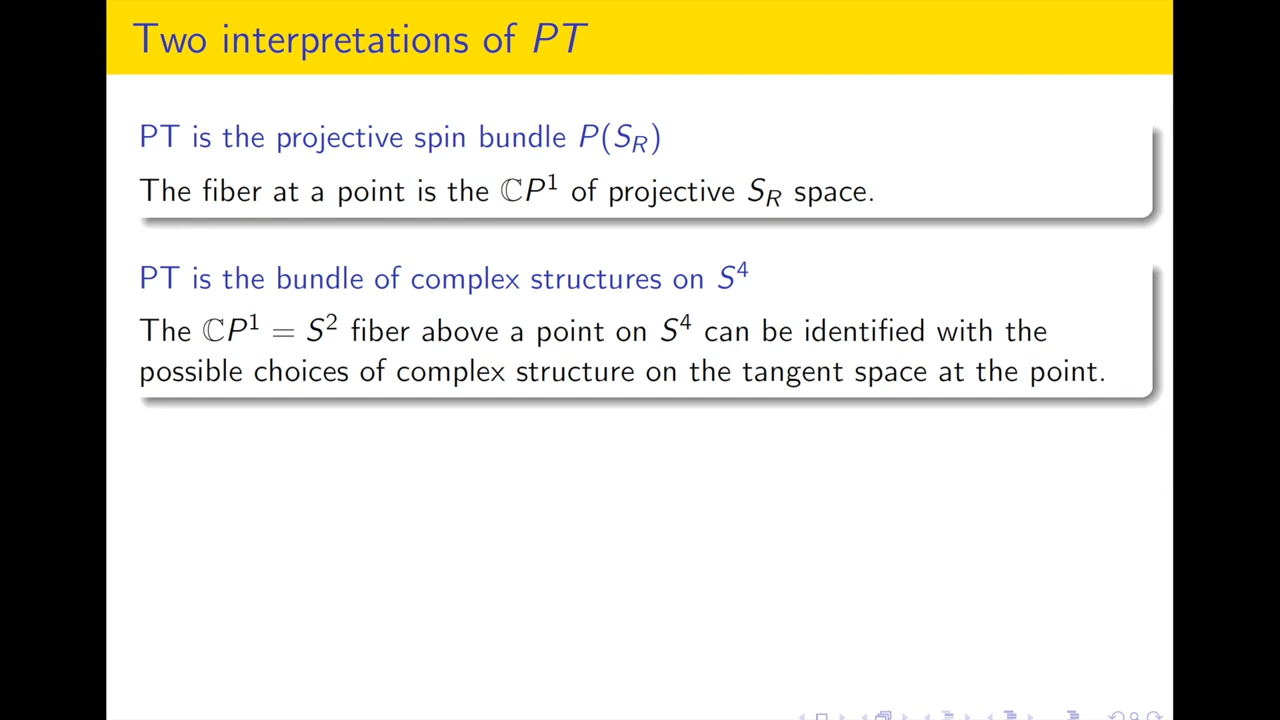 Two interpretations of PT
PT is the projective spin bundle P(S_R)
The fiber at a point is the ℂP¹ of projective S_R space.
PT is the bundle of complex structures on S⁴
The ℂP¹ = S² fiber above a point on S⁴ can be identified with the
possible choices of complex structure on the tangent space at the point.